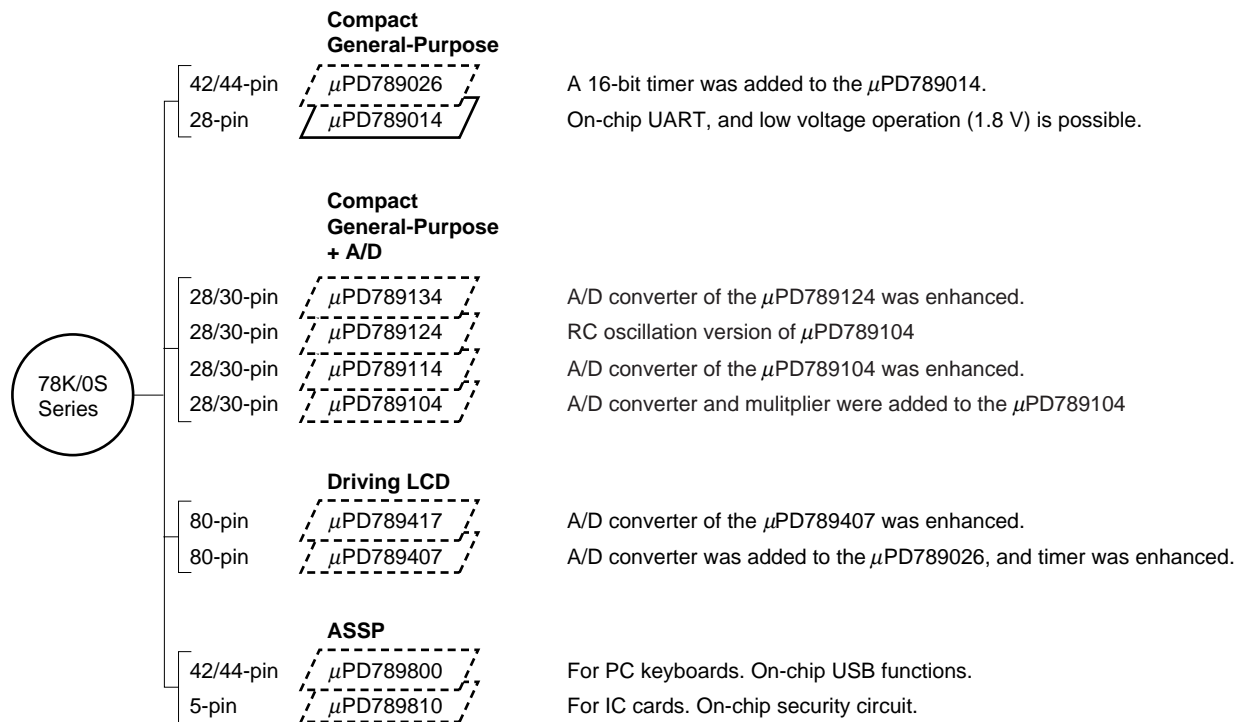 Compact
General-Purpose
42/44-pin µPD789026 A 16-bit timer was added to the µPD789014.
28-pin µPD789014 On-chip UART, and low voltage operation (1.8 V) is possible.
Compact
General-Purpose
+ A/D
28/30-pin µPD789134 A/D converter of the µPD789124 was enhanced.
28/30-pin µPD789124 RC oscillation version of µPD789104
28/30-pin µPD789114 A/D converter of the µPD789104 was enhanced.
28/30-pin µPD789104 A/D converter and mulitplier were added to the µPD789104
78K/0S
Series
Driving LCD
80-pin µPD789417 A/D converter of the µPD789407 was enhanced.
80-pin µPD789407 A/D converter was added to the µPD789026, and timer was enhanced.
ASSP
42/44-pin µPD789800 For PC keyboards. On-chip USB functions.
5-pin µPD789810 For IC cards. On-chip security circuit.